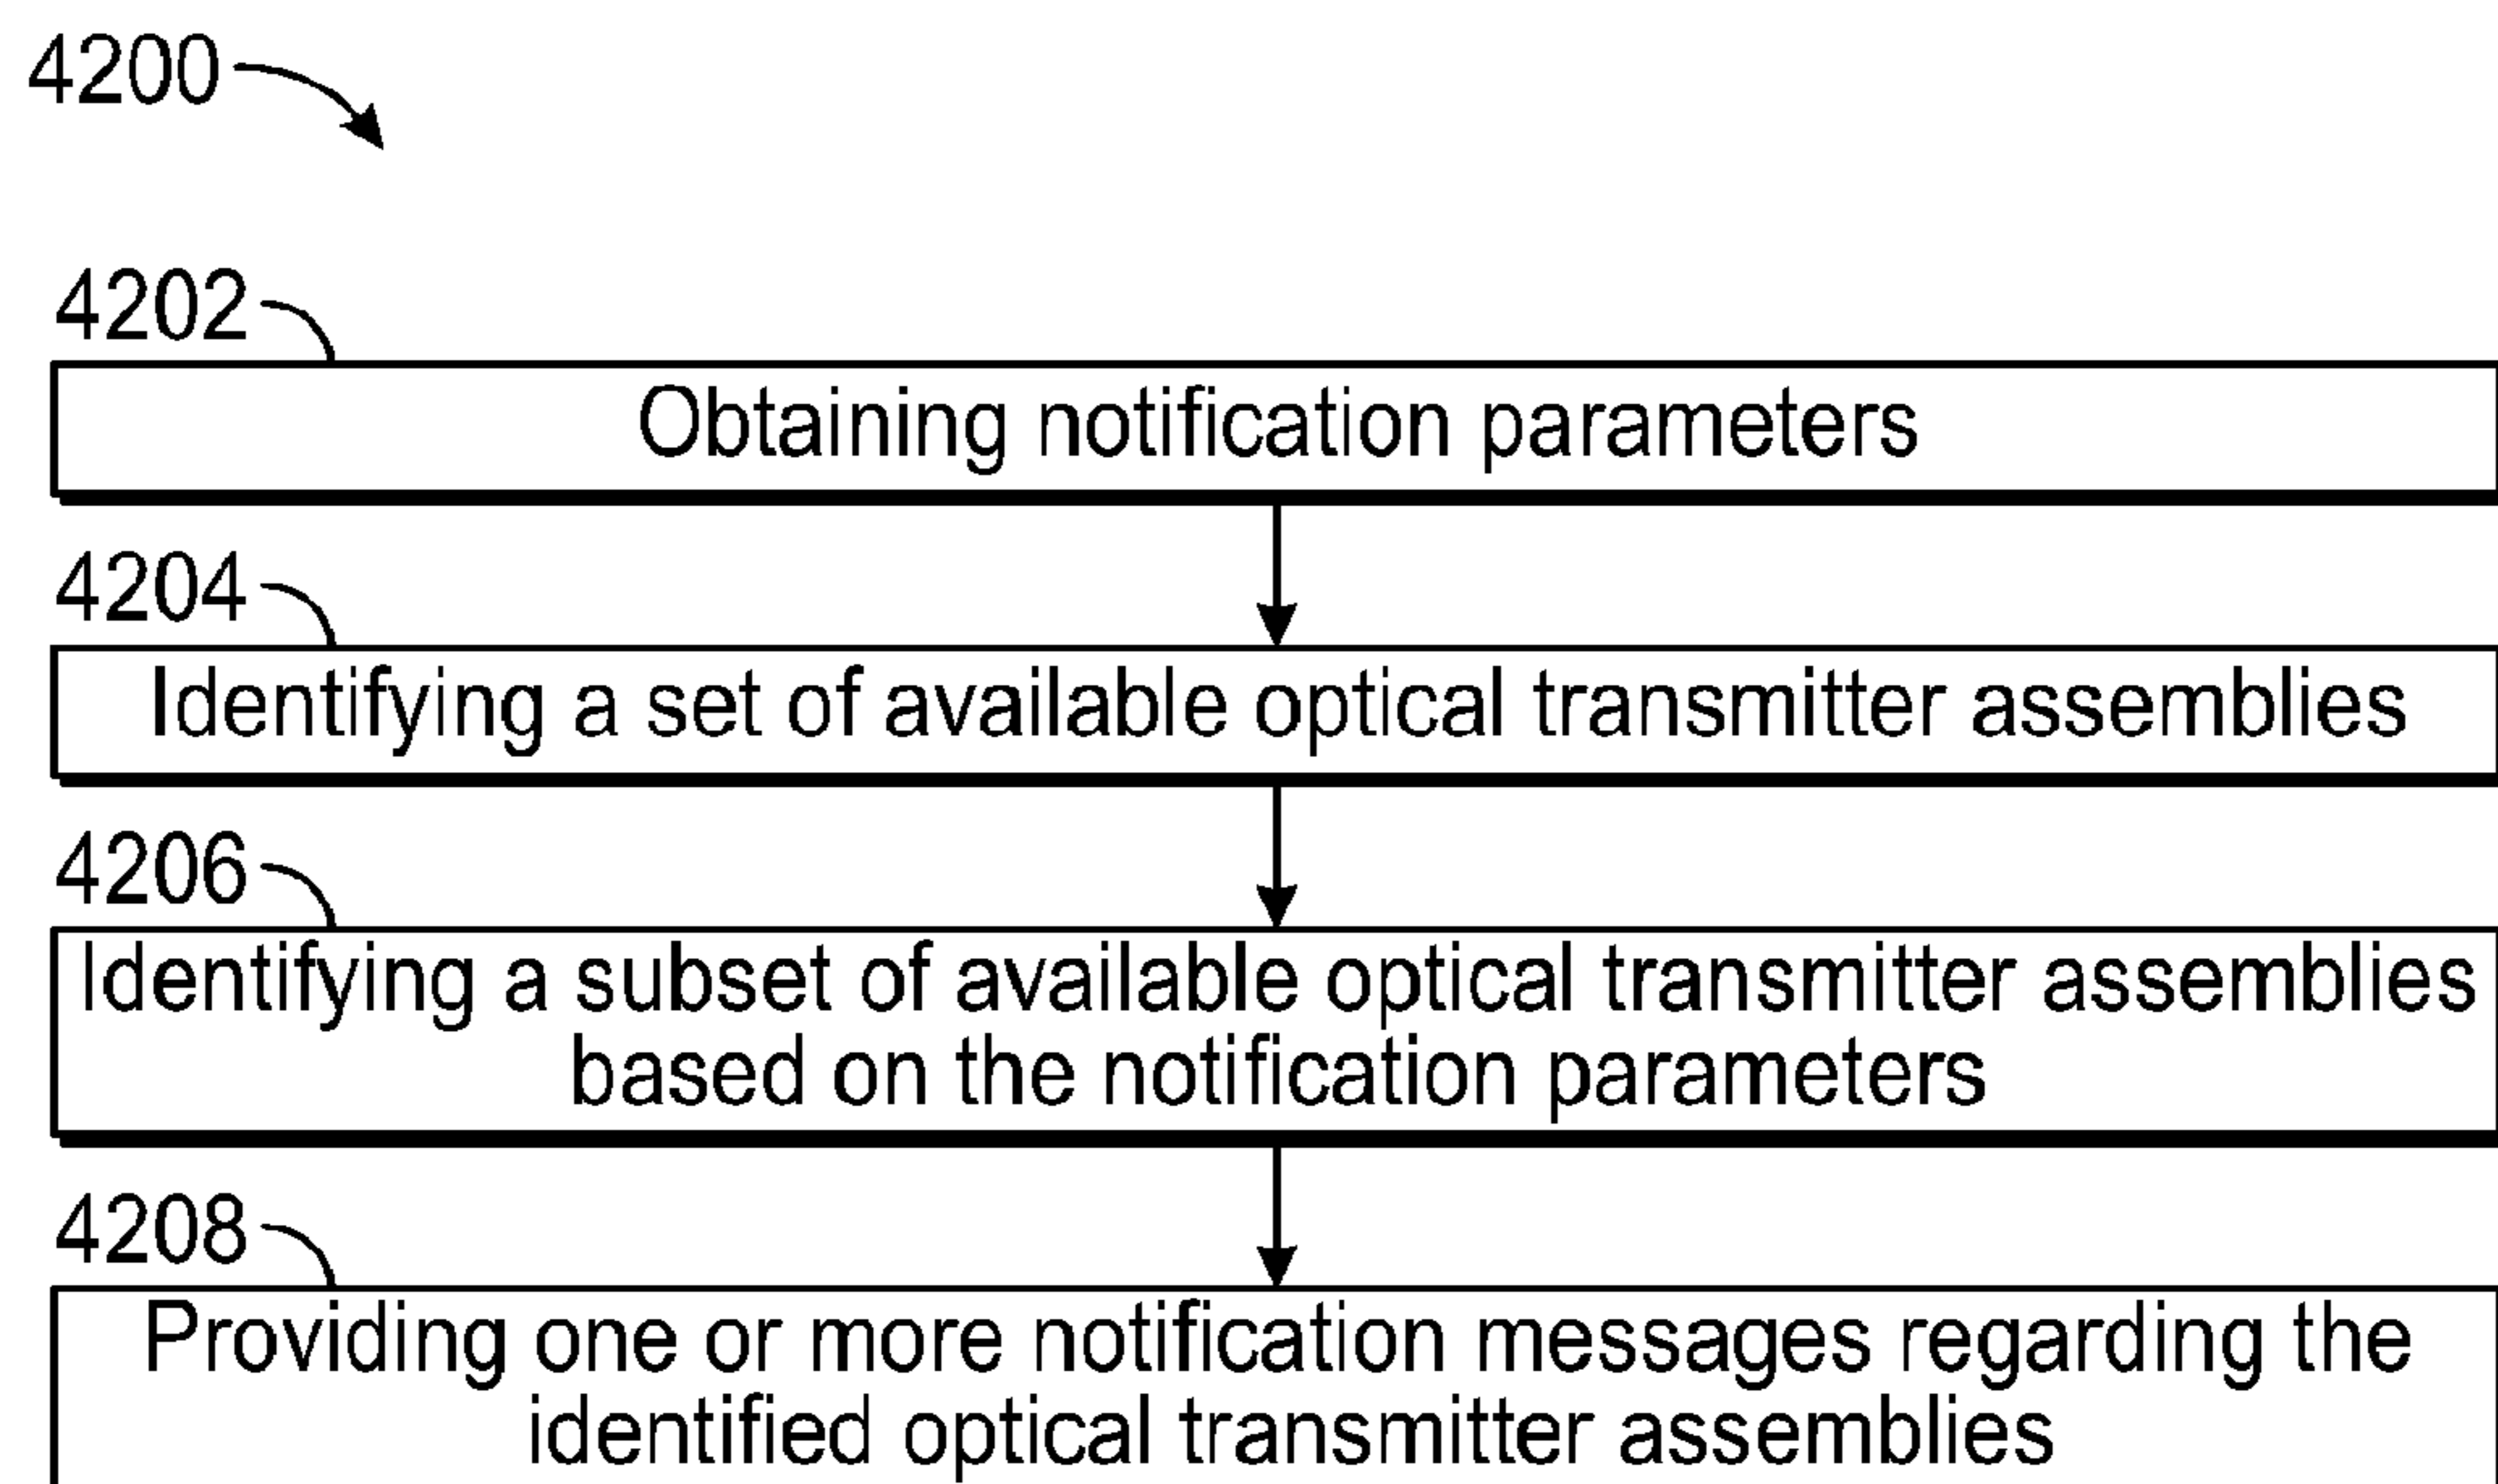 4200
4202
Obtaining notification parameters
4204
Identifying a set of available optical transmitter assemblies
4206
Identifying a subset of available optical transmitter assemblies
based on the notification parameters
4208
Providing one or more notification messages regarding the
identified optical transmitter assemblies